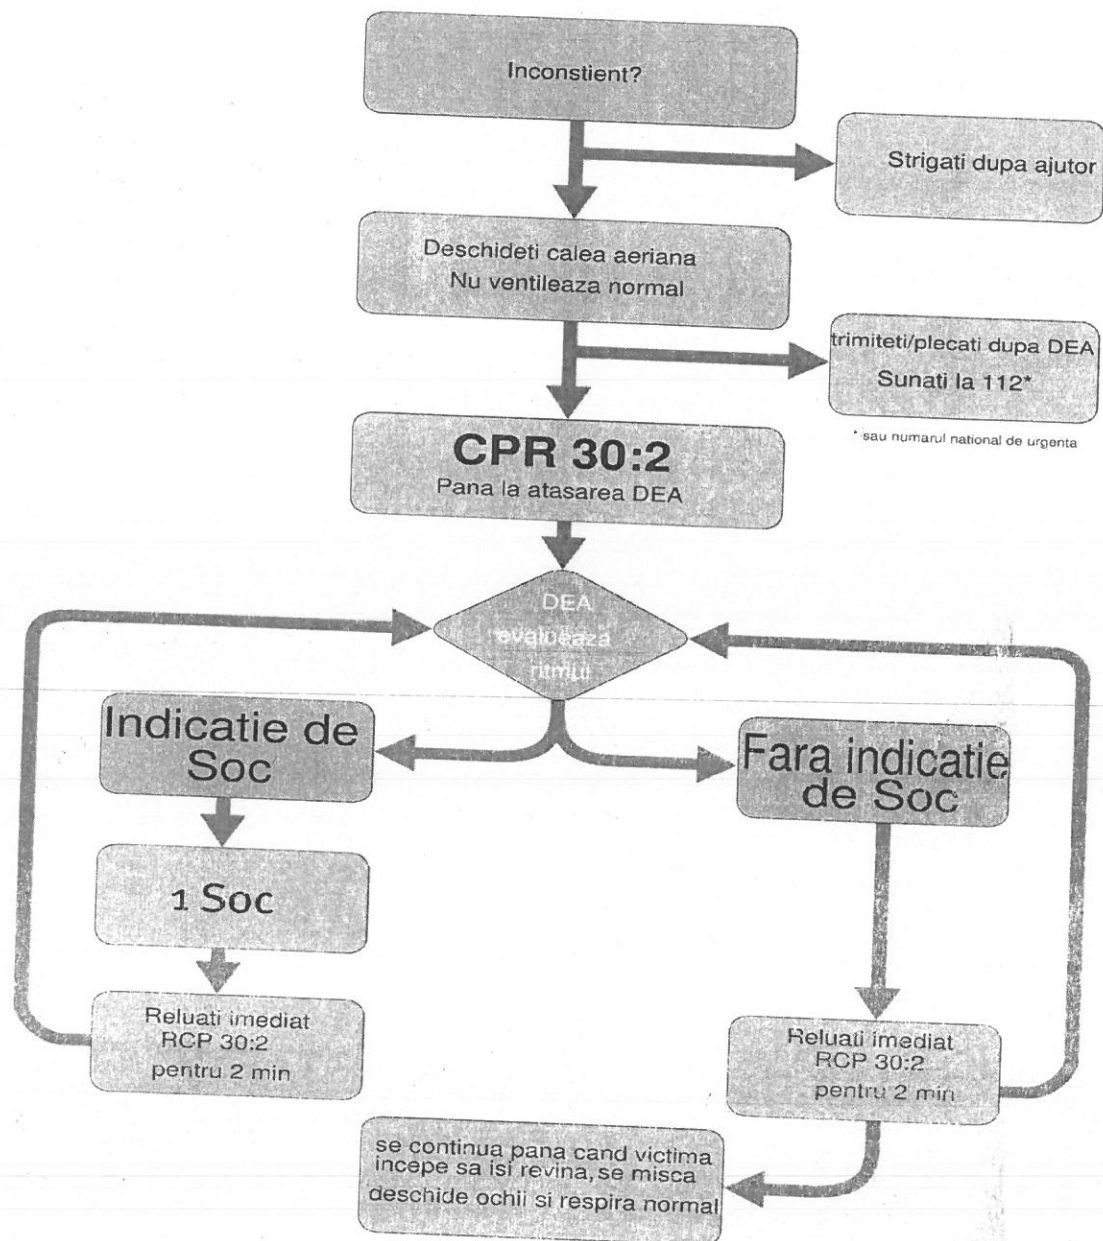 Inconstient?
Strigati dupa ajutor
Deschideti calea aeriana
Nu ventileaza normal
trimiteti/plecati dupa DEA
Sunati la 112*
* sau numarul national de urgenta
CPR 30:2
Pana la atasarea DEA
DEA
evalueaza
ritmul
Indicatie de
Soc
Fara indicatie
de Soc
1 Soc
Reluati imediat
RCP 30:2
pentru 2 min
Reluati imediat
RCP 30:2
pentru 2 min
se continua pana cand victima
incepe sa isi revina, se misca
deschide ochii si respira normal